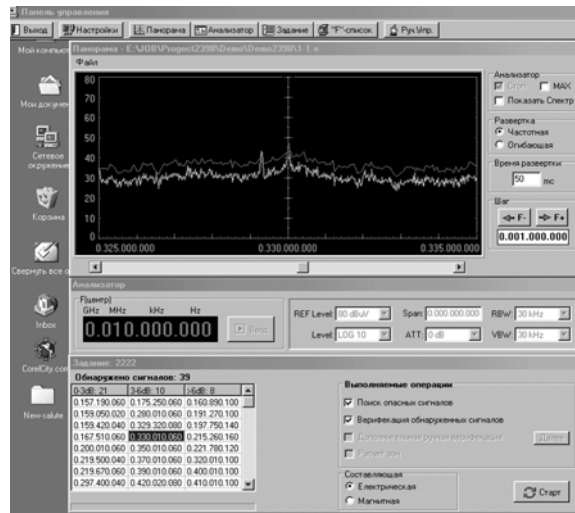 Панель управления
Выход Настройки Панорама Анализатор Задание "F"-список Руч.Упр.
Мой компьют
Панорама - E:\JOB\Progect2398\Demo\Demo2398\1-1
Файл
80
70
60
50
40
30
20
10
0
0.325.000.000 0.330.000.000 0.335.000.000
Анализатор
Стоп MAX
Показать Спектр
Развертка
Частотная
Огибающая
Время развертки
50 mc
Шаг
F- F+
0.001.000.000
Мои докумен
Сетевое окружение
Корзина
Свернуть все о
Inbox
CorelCity.com
New-salute
Анализатор
F(центр)
GHz MHz kHz Hz
0.010.000.000
Ввод
REF Level: 80 dBuV Span: 0.000.000.000 RBW: 30 kHz
Level: LOG 10 ATT: 0 dB VBW: 30 kHz
Задание: 2222
Обнаружено сигналов: 39
0-3dB: 21 3-6dB: 10 >6dB: 8
0.157.190.060 0.175.250.060 0.160.890.100
0.159.050.020 0.280.010.060 0.191.270.100
0.159.420.040 0.329.320.080 0.197.750.140
0.167.510.060 0.330.010.060 0.215.260.160
0.200.010.060 0.350.010.060 0.221.780.120
0.219.500.040 0.370.010.060 0.320.010.100
0.219.670.060 0.390.010.060 0.400.010.100
0.297.400.040 0.420.020.080 0.410.010.100
Выполняемые операции
Поиск опасных сигналов
Верификация обнаруженных сигналов
Дополнительная ручная верификация
Далее
Расчет зон
Составляющая
Електрическая
Магнитная
Старт